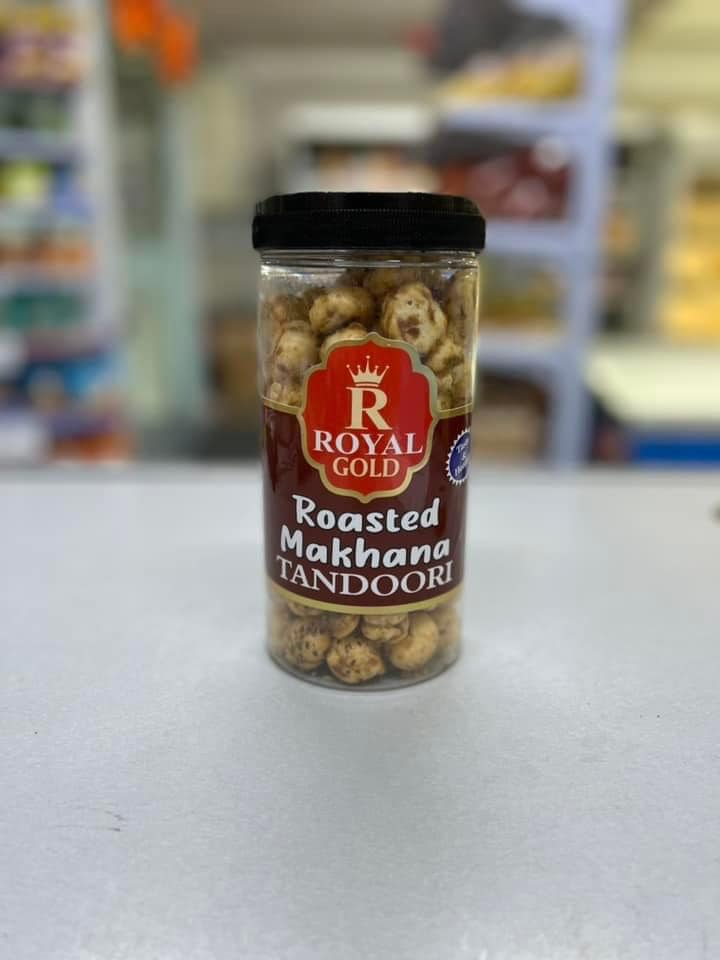 R
ROYAL
GOLD
Roasted
Makhana
TANDOORI